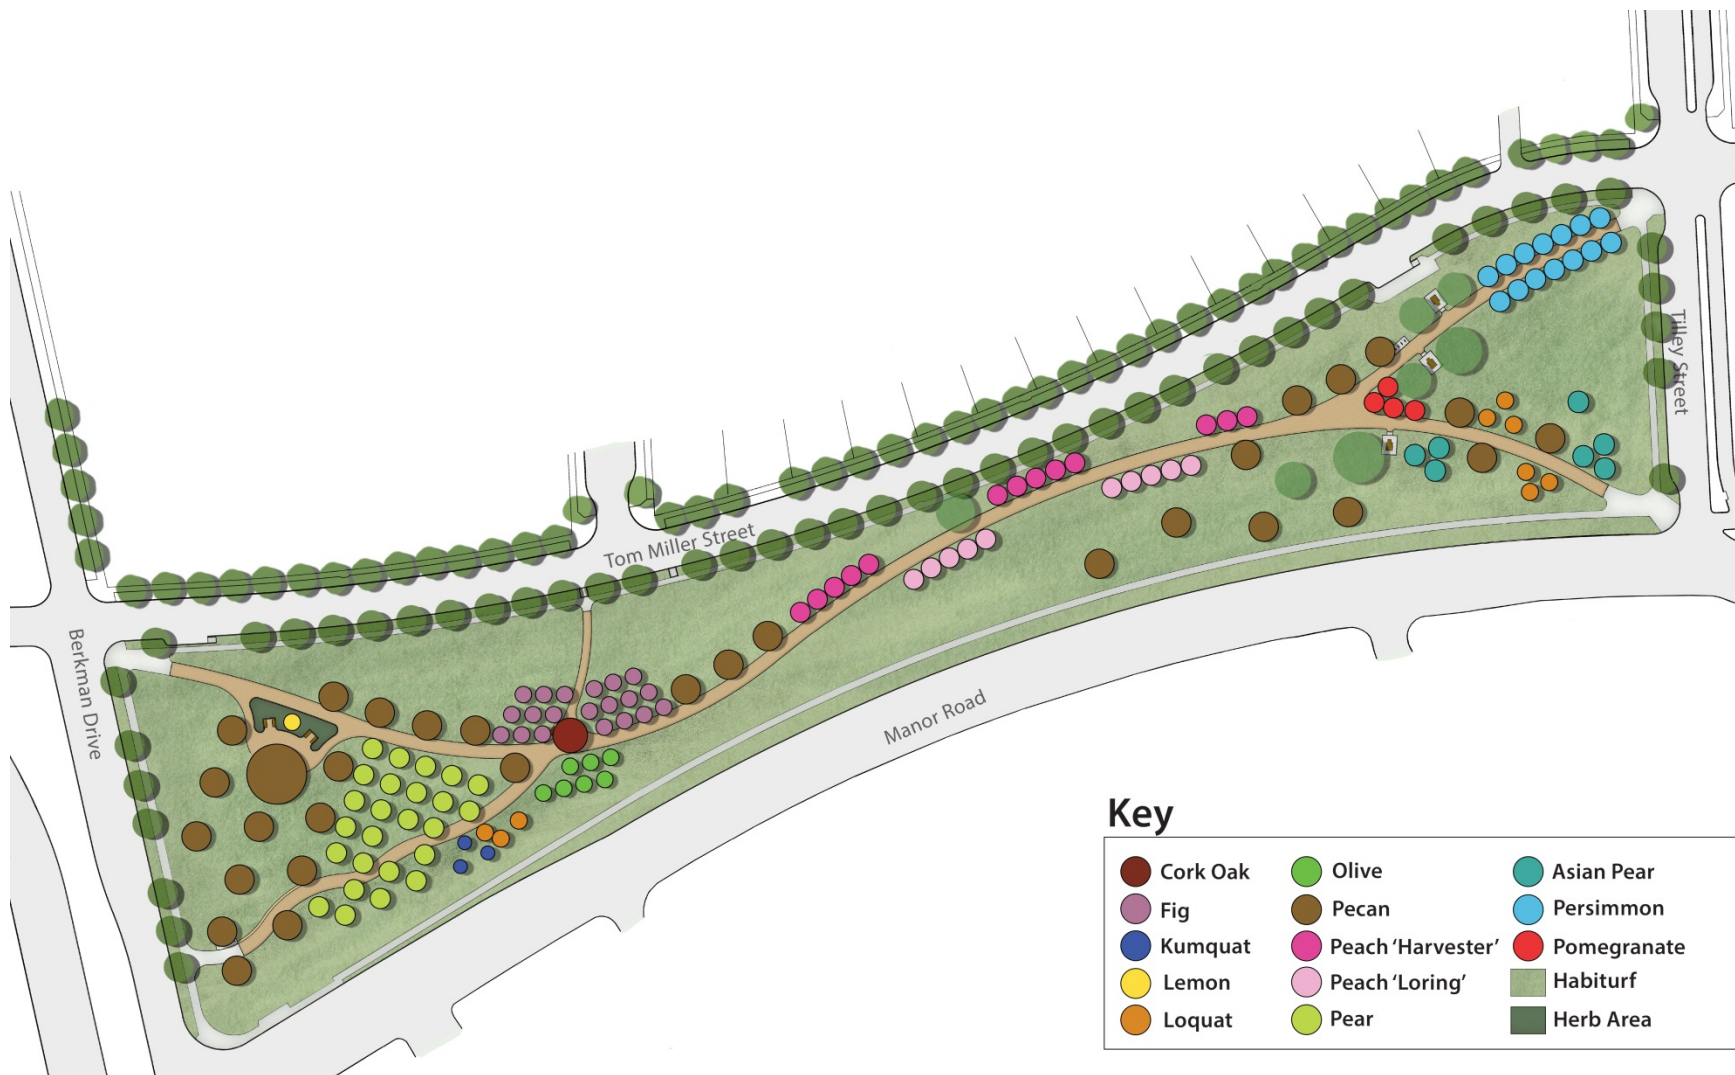 Tom Miller Street
Tilley Street
Berkman Drive
Manor Road
Key
Cork Oak
Fig
Kumquat
Lemon
Loquat
Olive
Pecan
Peach ‘Harvester’
Peach ‘Loring’
Pear
Asian Pear
Persimmon
Pomegranate
Habiturf
Herb Area